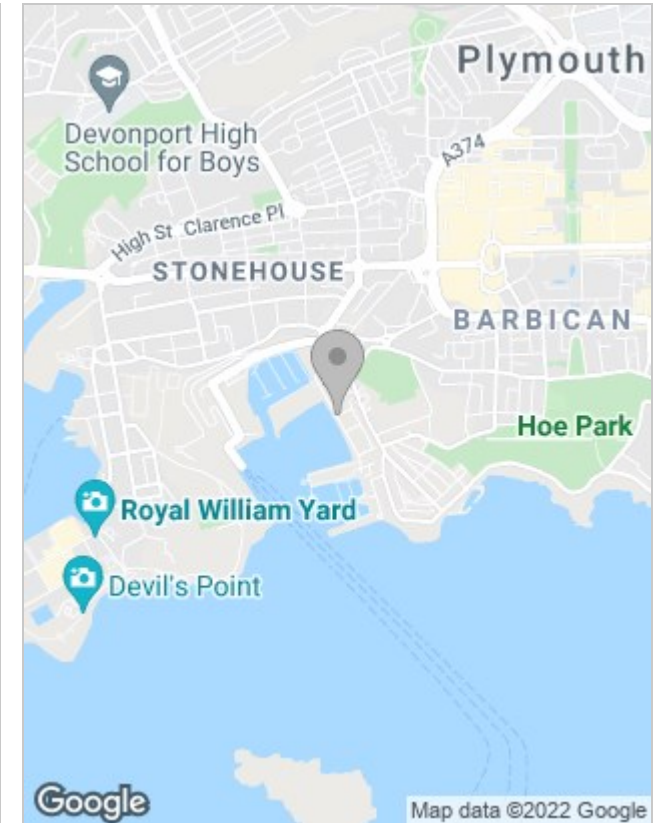 Plymouth
Devonport High
School for Boys
A374
High St
Clarence Pl
STONEHOUSE
BARBICAN
Hoe Park
Royal William Yard
Devil's Point
Google
Map data ©2022 Google